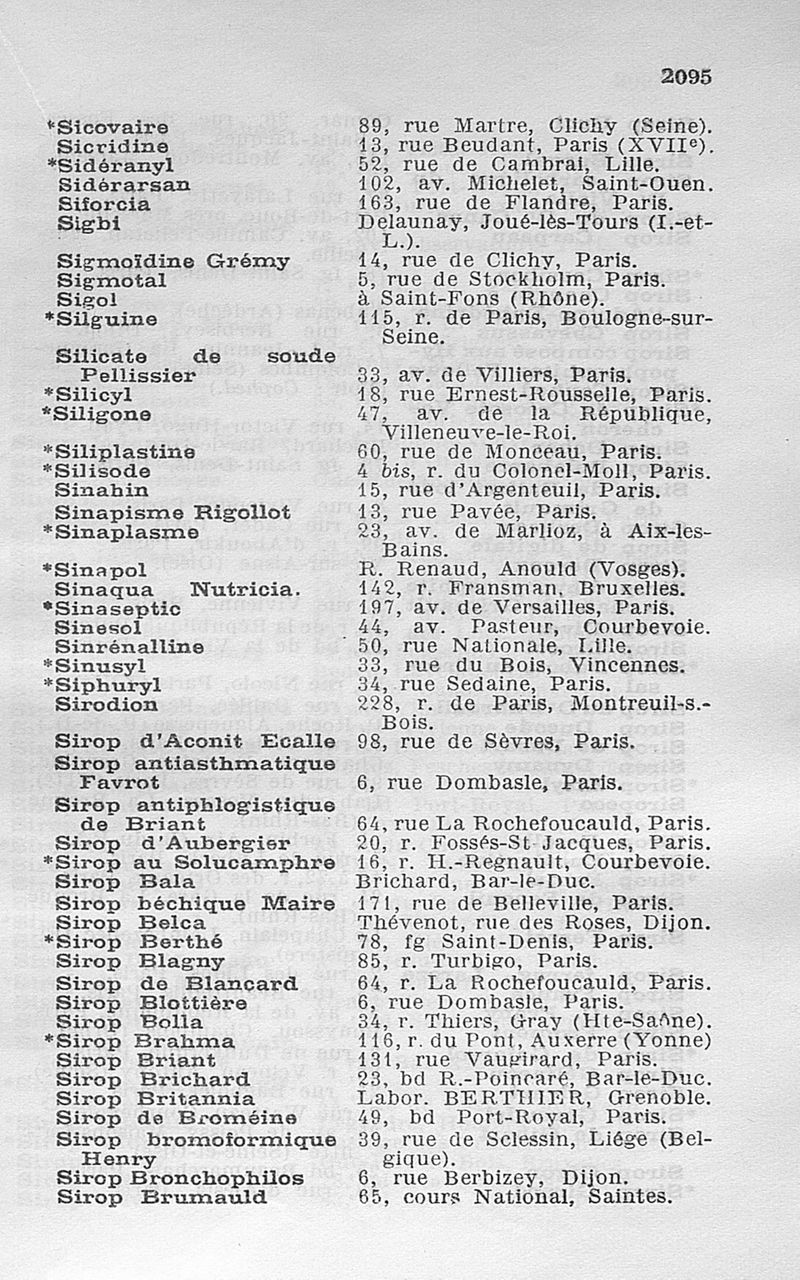 2095
*Sicovaire 89, rue Martre, Clichy (Seine).
Sicridine 13, rue Beudant, Paris (XVIIe).
*Sidéranyl 52, rue de Cambrai, Lille.
Sidérarsan 102, av. Michelet, Saint-Ouen.
Siforcia 163, rue de Flandre, Paris.
Sigbi Delaunay, Joué-lès-Tours (I.-et-
L.).
Sigmoïdine Grémy 14, rue de Clichy, Paris.
Sigmotal 5, rue de Stockholm, Paris.
Sigol à Saint-Fons (Rhône).
*Silguine 115, r. de Paris, Boulogne-sur-
Seine.
Silicate de soude
Pellissier 33, av. de Villiers, Paris.
*Silicyl 18, rue Ernest-Rousselle, Paris.
*Siligone 47, av. de la République,
Villeneuve-le-Roi.
*Siliplastine 60, rue de Monceau, Paris.
*Silisode 4 bis, r. du Colonel-Moll, Paris.
Sinabin 15, rue d'Argenteuil, Paris.
Sinapisme Rigollot 13, rue Pavée, Paris.
*Sinaplasme 23, av. de Marlioz, à Aix-les-
Bains.
*Sinapol R. Renaud, Anould (Vosges).
Sinaqua Nutricia. 142, r. Fransman, Bruxelles.
*Sinaseptic 197, av. de Versailles, Paris.
Sinesol 44, av. Pasteur, Courbevoie.
Sinrénalline 50, rue Nationale, Lille.
*Sinusyl 33, rue du Bois, Vincennes.
*Siphuryl 34, rue Sedaine, Paris.
Sirodion 228, r. de Paris, Montreuil-s.-
Bois.
Sirop d'Aconit Ecalle 98, rue de Sèvres, Paris.
Sirop antiasthmatique
Favrot 6, rue Dombasle, Paris.
Sirop antiphlogistique
de Briant 64, rue La Rochefoucauld, Paris.
Sirop d'Aubergier 20, r. Fossés-St Jacques, Paris.
*Sirop au Solucamphre 16, r. H.-Regnault, Courbevoie.
Sirop Bala Brichard, Bar-le-Duc.
Sirop béchique Maire 171, rue de Belleville, Paris.
Sirop Belca Thévenot, rue des Roses, Dijon.
*Sirop Berthé 78, fg Saint-Denis, Paris.
Sirop Blagny 85, r. Turbigo, Paris.
Sirop de Blancard 64, r. La Rochefoucauld, Paris.
Sirop Blottière 6, rue Dombasle, Paris.
Sirop Bolla 34, r. Thiers, Gray (Hte-Saône).
*Sirop Brahma 116, r. du Pont, Auxerre (Yonne)
Sirop Briant 131, rue Vaugirard, Paris.
Sirop Brichard 23, bd R.-Poincaré, Bar-le-Duc.
Sirop Britannia Labor. BERTHIER, Grenoble.
Sirop de Broméine 49, bd Port-Royal, Paris.
Sirop bromoformique 39, rue de Sclessin, Liége (Bel-
Henry gique).
Sirop Bronchophilos 6, rue Berbizey, Dijon.
Sirop Brumauld 65, cours National, Saintes.